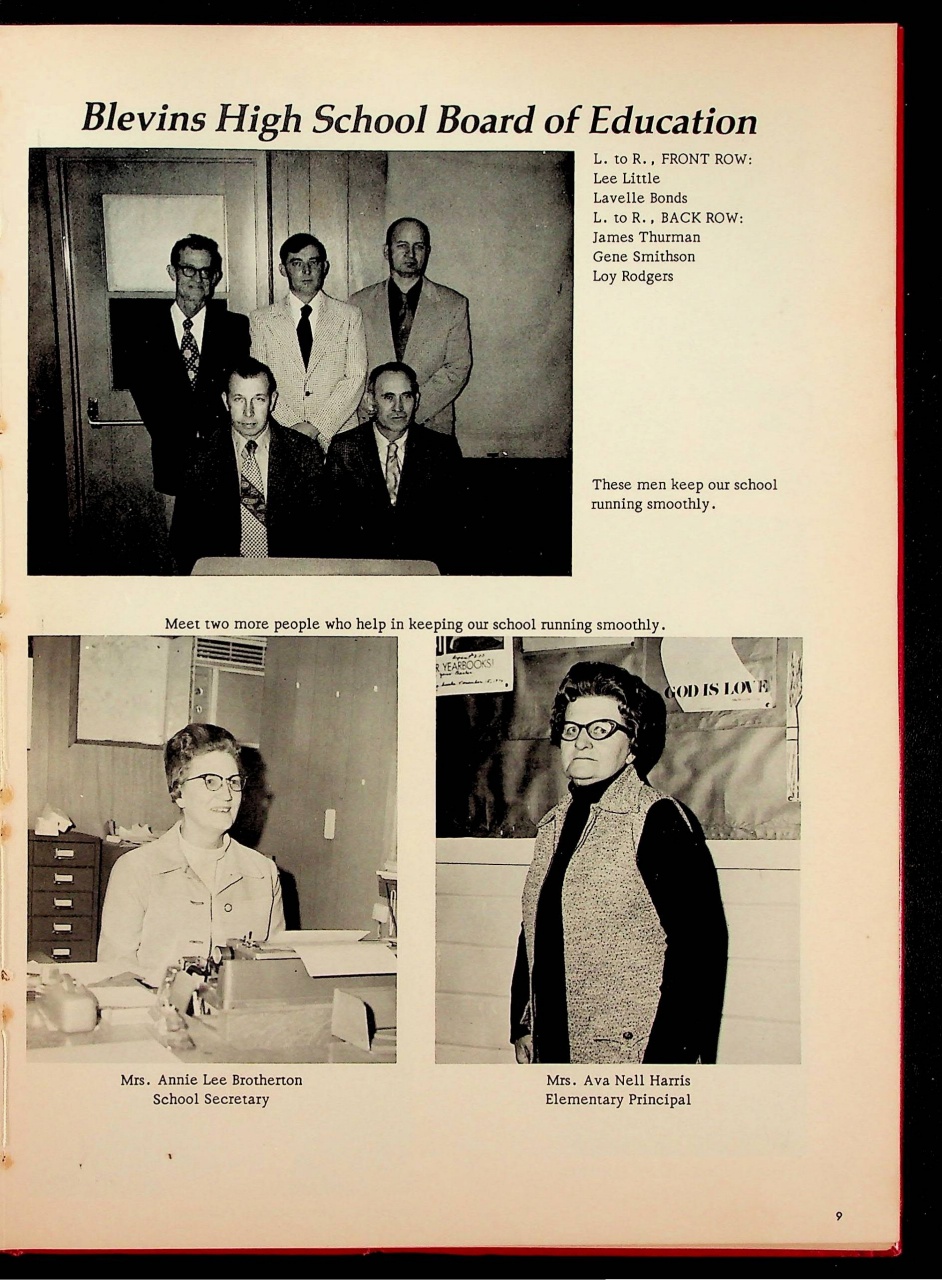 Blevins High School Board of Education
L. to R., FRONT ROW:
Lee Little
Lavelle Bonds
L. to R., BACK ROW:
James Thurman
Gene Smithson
Loy Rodgers
These men keep our school
running smoothly.
Meet two more people who help in keeping our school running smoothly.
R YEARBOOKS!
GOD IS LOVE
Mrs. Annie Lee Brotherton
School Secretary
Mrs. Ava Nell Harris
Elementary Principal
9